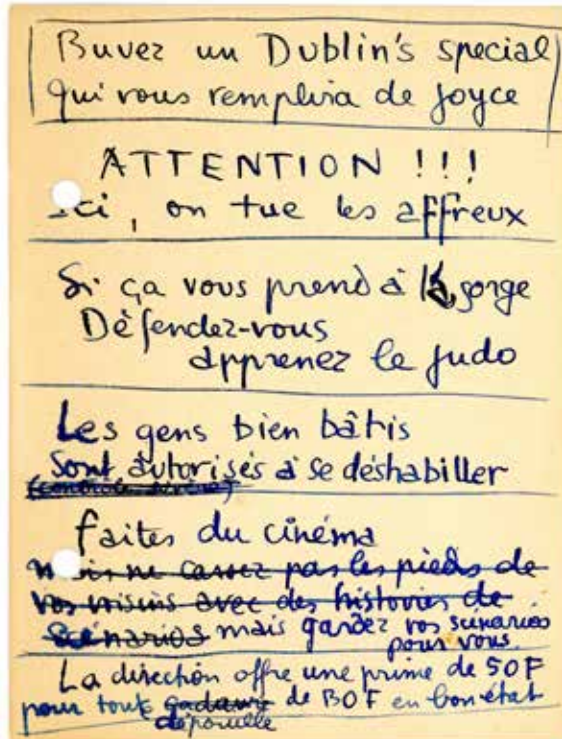 Buvez un Dublin's special
qui vous remplira de joyce
ATTENTION !!!
Ici, on tue les affreux
Si ça vous prend à la gorge
Défendez-vous
apprenez le judo
Les gens bien bâtis
sont autorisés à se déshabiller
faites du cinéma
mais ne cassez pas les pieds de
vos voisins avec des histoires de
scénarios mais gardez vos scénarios
pour vous
La direction offre une prime de 50F
pour toute cadavre de BOF en bon état
dépouille